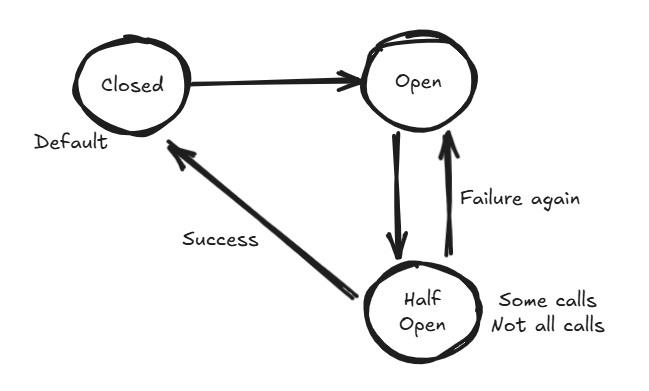 Closed
Open
Default
Failure again
Success
Half
Open
Some calls
Not all calls